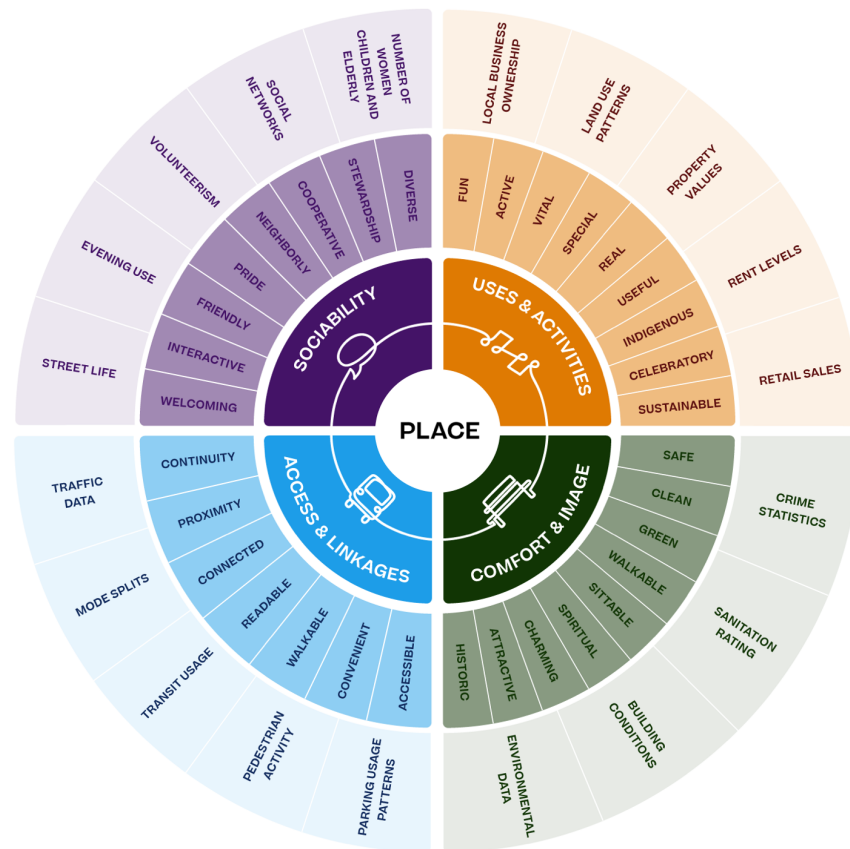 PLACE
SOCIABILITY
USES & ACTIVITIES
COMFORT & IMAGE
ACCESS & LINKAGES
DIVERSE
STEWARDSHIP
COOPERATIVE
NEIGHBORLY
PRIDE
FRIENDLY
INTERACTIVE
WELCOMING
NUMBER OF
WOMEN
CHILDREN AND
ELDERLY
SOCIAL
NETWORKS
VOLUNTEERISM
EVENING USE
STREET LIFE
FUN
ACTIVE
VITAL
SPECIAL
REAL
USEFUL
INDIGENOUS
CELEBRATORY
SUSTAINABLE
LOCAL BUSINESS
OWNERSHIP
LAND USE
PATTERNS
PROPERTY
VALUES
RENT LEVELS
RETAIL SALES
SAFE
CLEAN
GREEN
WALKABLE
SITTABLE
SPIRITUAL
CHARMING
ATTRACTIVE
HISTORIC
CRIME
STATISTICS
SANITATION
RATING
BUILDING
CONDITIONS
ENVIRONMENTAL
DATA
CONTINUITY
PROXIMITY
CONNECTED
READABLE
WALKABLE
CONVENIENT
ACCESSIBLE
TRAFFIC
DATA
MODE SPLITS
TRANSIT USAGE
PEDESTRIAN
ACTIVITY
PARKING USAGE
PATTERNS